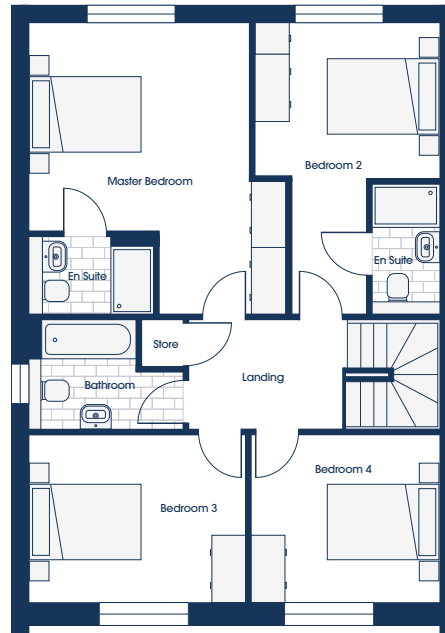 Bedroom 2
Master Bedroom
En Suite
En Suite
Store
Landing
Bathroom
Bedroom 4
Bedroom 3